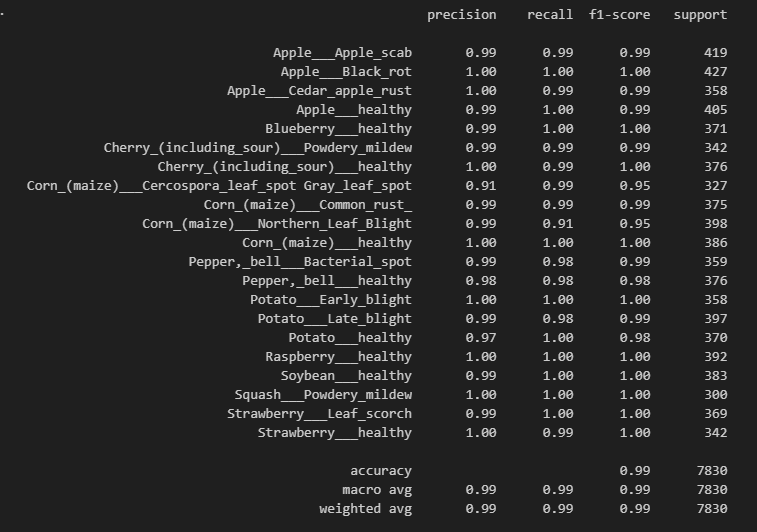 precision recall f1-score support
Apple___Apple_scab 0.99 0.99 0.99 419
Apple___Black_rot 1.00 1.00 1.00 427
Apple___Cedar_apple_rust 1.00 0.99 0.99 358
Apple___healthy 0.99 1.00 0.99 405
Blueberry___healthy 0.99 1.00 1.00 371
Cherry_(including_sour)___Powdery_mildew 0.99 0.99 0.99 342
Cherry_(including_sour)___healthy 1.00 0.99 1.00 376
Corn_(maize)___Cercospora_leaf_spot Gray_leaf_spot 0.91 0.99 0.95 327
Corn_(maize)___Common_rust_ 0.99 0.99 0.99 375
Corn_(maize)___Northern_Leaf_Blight 0.99 0.91 0.95 398
Corn_(maize)___healthy 1.00 1.00 1.00 386
Pepper,_bell___Bacterial_spot 0.99 0.98 0.99 359
Pepper,_bell___healthy 0.98 0.98 0.98 376
Potato___Early_blight 1.00 1.00 1.00 358
Potato___Late_blight 0.99 0.98 0.99 397
Potato___healthy 0.97 1.00 0.98 370
Raspberry___healthy 1.00 1.00 1.00 392
Soybean___healthy 0.99 1.00 1.00 383
Squash___Powdery_mildew 1.00 1.00 1.00 300
Strawberry___Leaf_scorch 0.99 1.00 1.00 369
Strawberry___healthy 1.00 0.99 1.00 342
accuracy 0.99 7830
macro avg 0.99 0.99 0.99 7830
weighted avg 0.99 0.99 0.99 7830